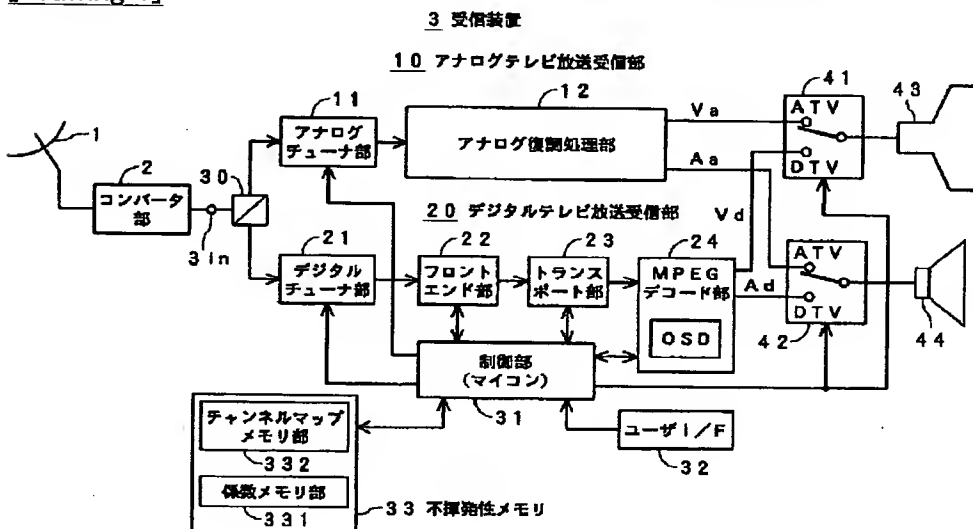 3 受信装置
10 アナログテレビ放送受信部
11
アナログ
チューナ部
12
アナログ復調処理部
Va
Aa
41
ATV
DTV
43
1
2
コンバータ
部
3in
30
20 デジタルテレビ放送受信部
21
デジタル
チューナ部
22
フロント
エンド部
23
トランス
ポート部
24
MPEG
デコード部
OSD
Vd
Ad
ATV
DTV
42
44
制御部
(マイコン)
31
ユーザI/F
32
チャンネルマップ
メモリ部
332
係数メモリ部
331
33 不揮発性メモリ